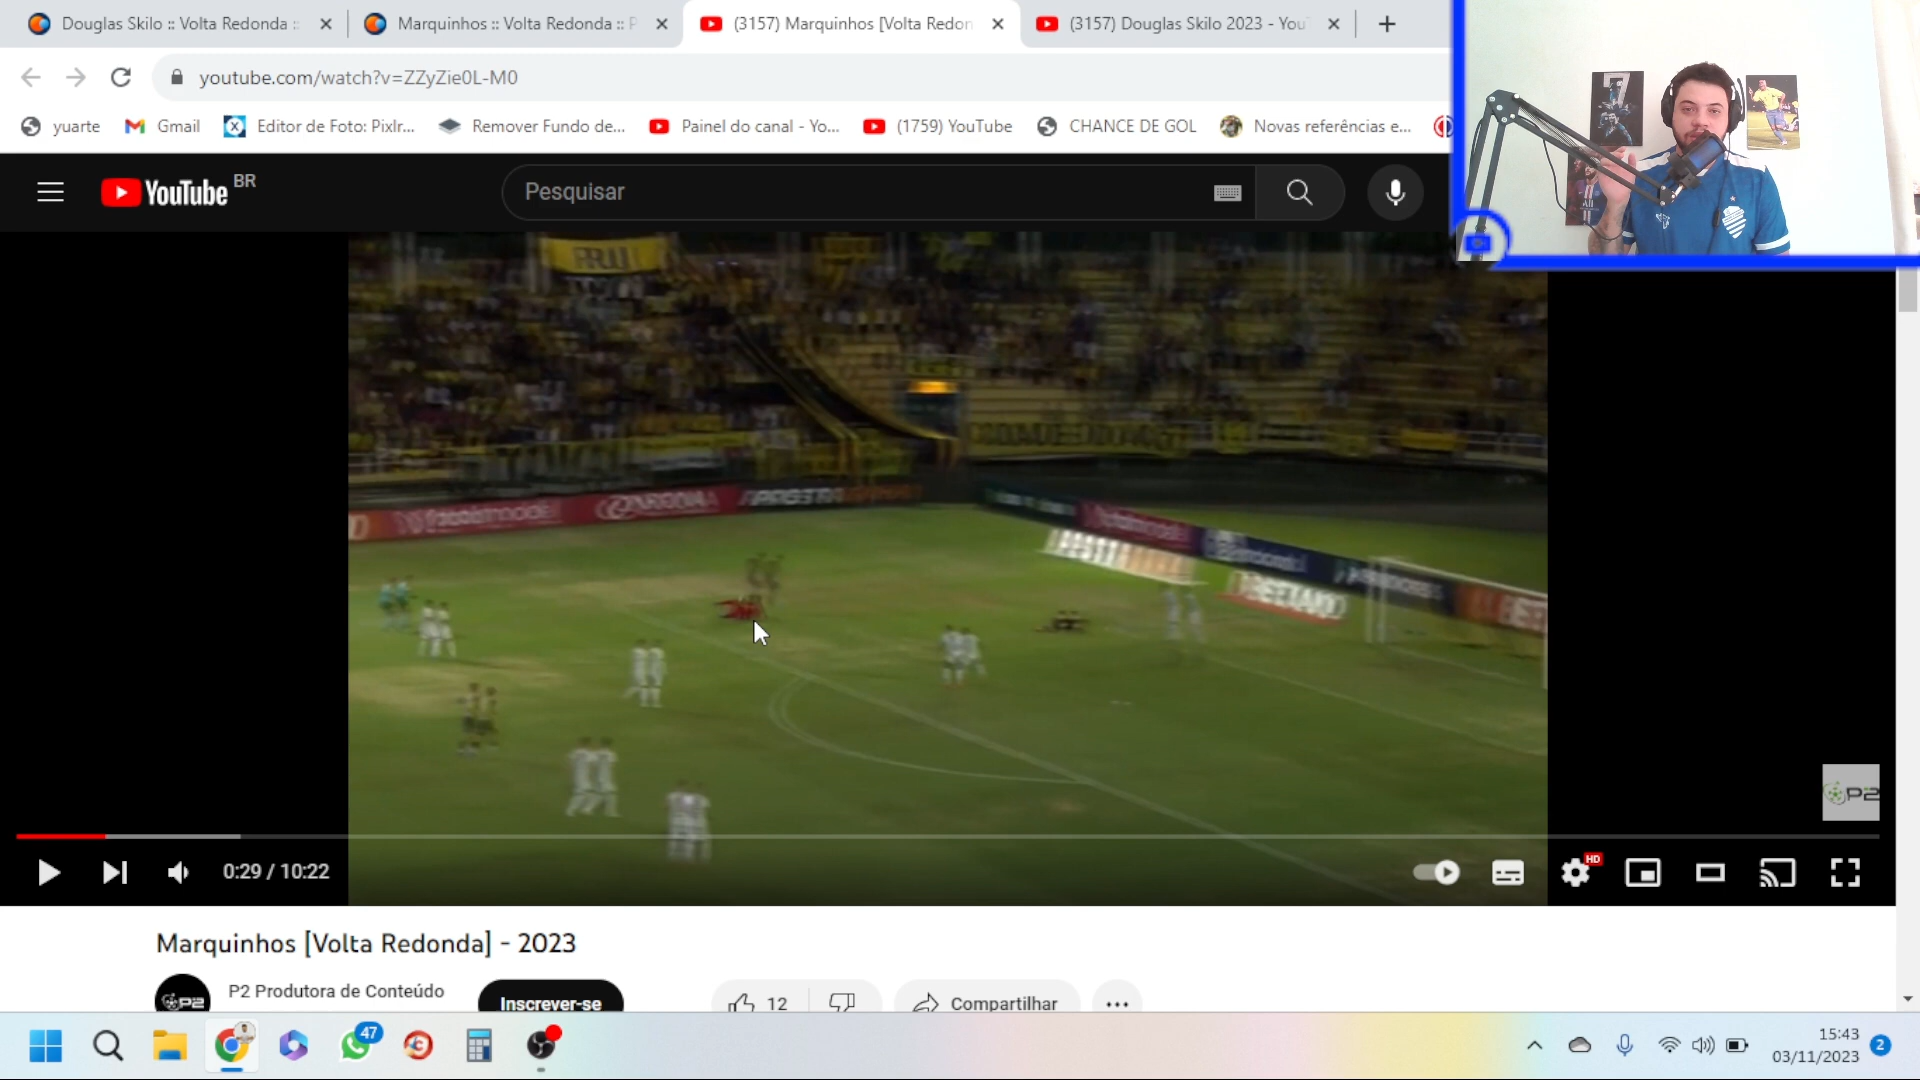 Douglas Skilo :: Volta Redonda ::
Marquinhos :: Volta Redonda :: P
(3157) Marquinhos [Volta Redon
(3157) Douglas Skilo 2023 - YouT
youtube.com/watch?v=ZZyZie0L-M0
yuarte
Gmail
Editor de Foto: Pixlr...
Remover Fundo de...
Painel do canal - Yo...
(1759) YouTube
CHANCE DE GOL
Novas referências e...
7
YouTube BR
Pesquisar
P2
0:29 / 10:22
HD
Marquinhos [Volta Redonda] - 2023
P2
P2 Produtora de Conteúdo
Inscrever-se
12
Compartilhar
47
15:43
03/11/2023
2